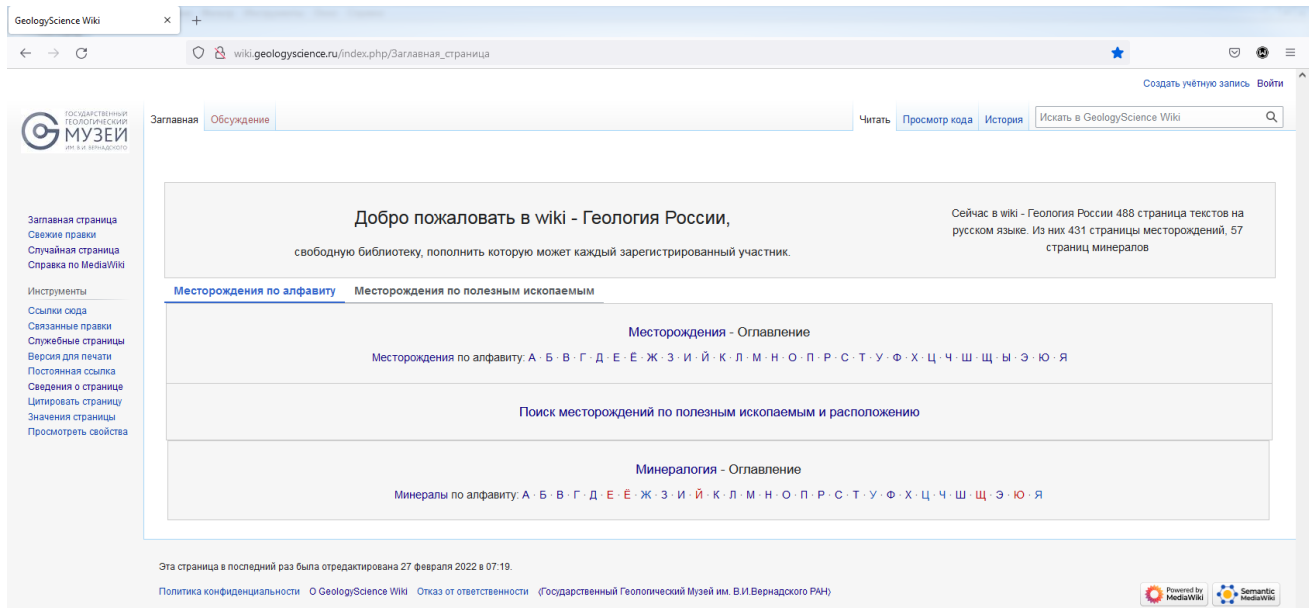 GeologyScience Wiki
wiki.geologyscience.ru/index.php/Заглавная_страница
Создать учётную запись Войти
ГОСУДАРСТВЕННЫЙ
ГЕОЛОГИЧЕСКИЙ
МУЗЕЙ
ИМ. В.И. ВЕРНАДСКОГО
Заглавная Обсуждение Читать Просмотр кода История Искать в GeologyScience Wiki
Добро пожаловать в wiki - Геология России,
свободную библиотеку, пополнить которую может каждый зарегистрированный участник.
Сейчас в wiki - Геология России 488 страница текстов на
русском языке. Из них 431 страницы месторождений, 57
страниц минералов
Заглавная страница
Свежие правки
Случайная страница
Справка по MediaWiki
Инструменты
Ссылки сюда
Связанные правки
Служебные страницы
Версия для печати
Постоянная ссылка
Сведения о странице
Цитировать страницу
Значения страницы
Просмотреть свойства
Месторождения по алфавиту Месторождения по полезным ископаемым
Месторождения - Оглавление
Месторождения по алфавиту: А · Б · В · Г · Д · Е · Ё · Ж · З · И · Й · К · Л · М · Н · О · П · Р · С · Т · У · Ф · Х · Ц · Ч · Ш · Щ · Ы · Э · Ю · Я
Поиск месторождений по полезным ископаемым и расположению
Минералогия - Оглавление
Минералы по алфавиту: А · Б · В · Г · Д · Е · Ё · Ж · З · И · Й · К · Л · М · Н · О · П · Р · С · Т · У · Ф · Х · Ц · Ч · Ш · Щ · Э · Ю · Я
Эта страница в последний раз была отредактирована 27 февраля 2022 в 07:19.
Политика конфиденциальности О GeologyScience Wiki Отказ от ответственности (Государственный Геологический Музей им. В.И.Вернадского РАН)
Powered by
MediaWiki
Semantic
MediaWiki